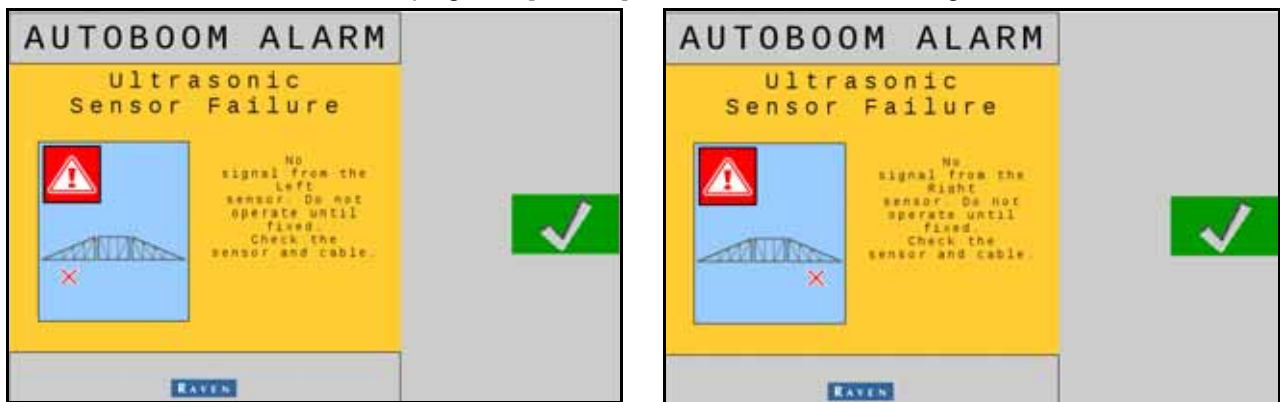 AUTOBOOM ALARM
Ultrasonic
Sensor Failure
No
signal from the
Left
sensor. Do not
operate until
fixed.
Check the
sensor and cable.
RAVEN
AUTOBOOM ALARM
Ultrasonic
Sensor Failure
No
signal from the
Right
sensor. Do not
operate until
fixed.
Check the
sensor and cable.
RAVEN